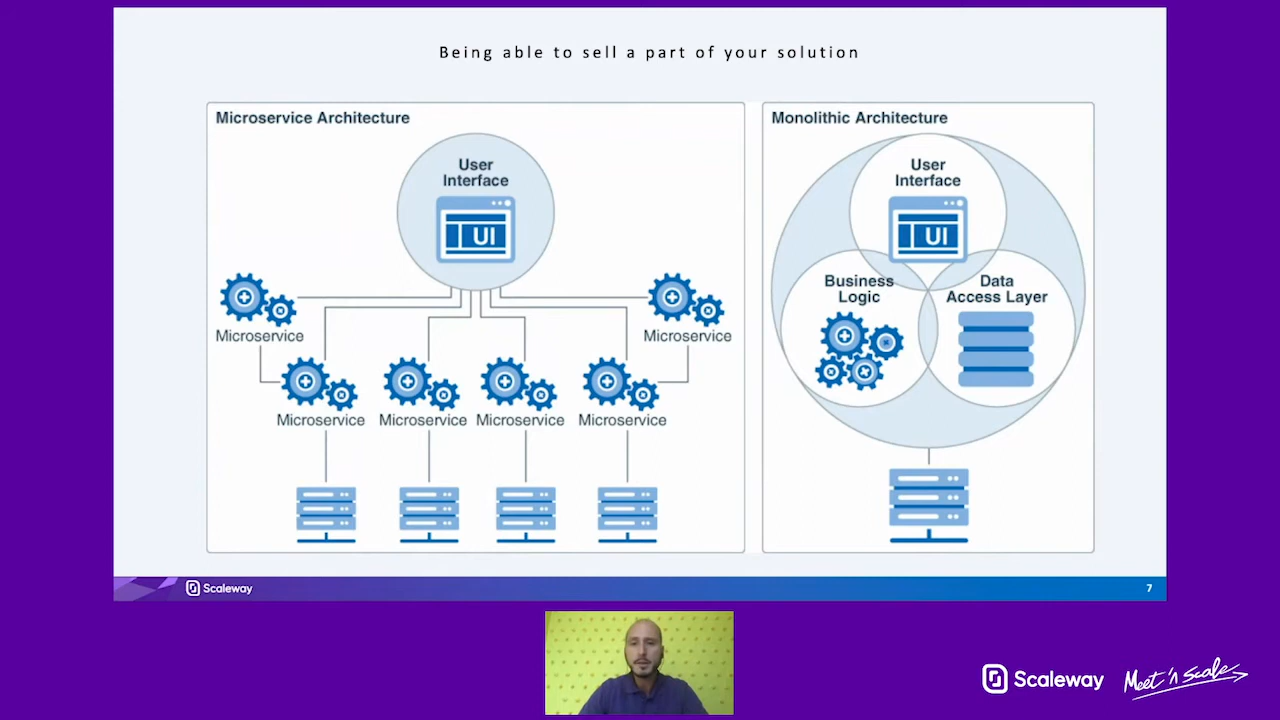 Being able to sell a part of your solution
Microservice Architecture
User
Interface
UI
Microservice
Microservice
Microservice
Microservice
Microservice
Microservice
Monolithic Architecture
User
Interface
UI
Business
Logic
Data
Access Layer
Scaleway
7
Scaleway
Meet 'n Scale